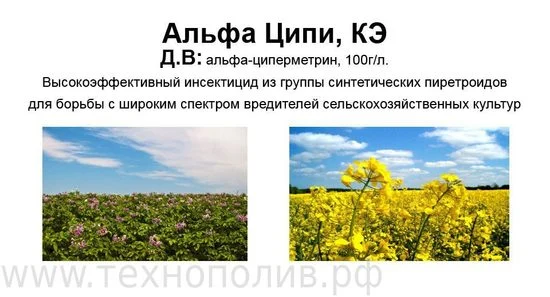 Альфа Ципи, КЭ
Д.В: альфа-циперметрин, 100г/л.
Высокоэффективный инсектицид из группы синтетических пиретроидов
для борьбы с широким спектром вредителей сельскохозяйственных культур
www.технополив.рф